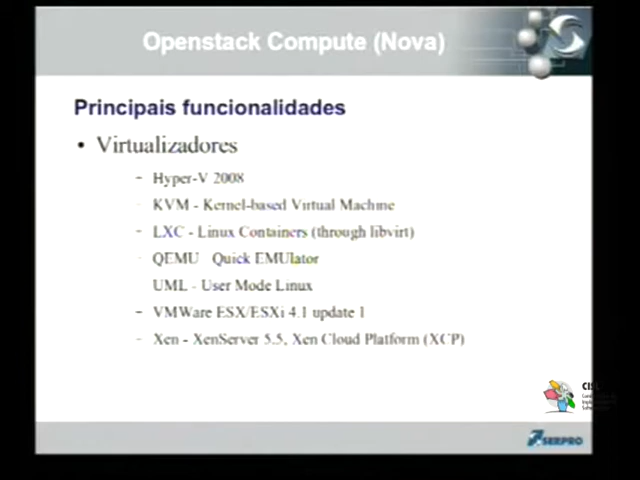 Openstack Compute (Nova)
Principais funcionalidades
• Virtualizadores
- Hyper-V 2008
- KVM - Kernel-based Virtual Machine
- LXC - Linux Containers (through libvirt)
- QEMU Quick EMUlator
UML - User Mode Linux
- VMWare ESX/ESXi 4.1 update 1
- Xen - XenServer 5.5, Xen Cloud Platform (XCP)
SERPRO